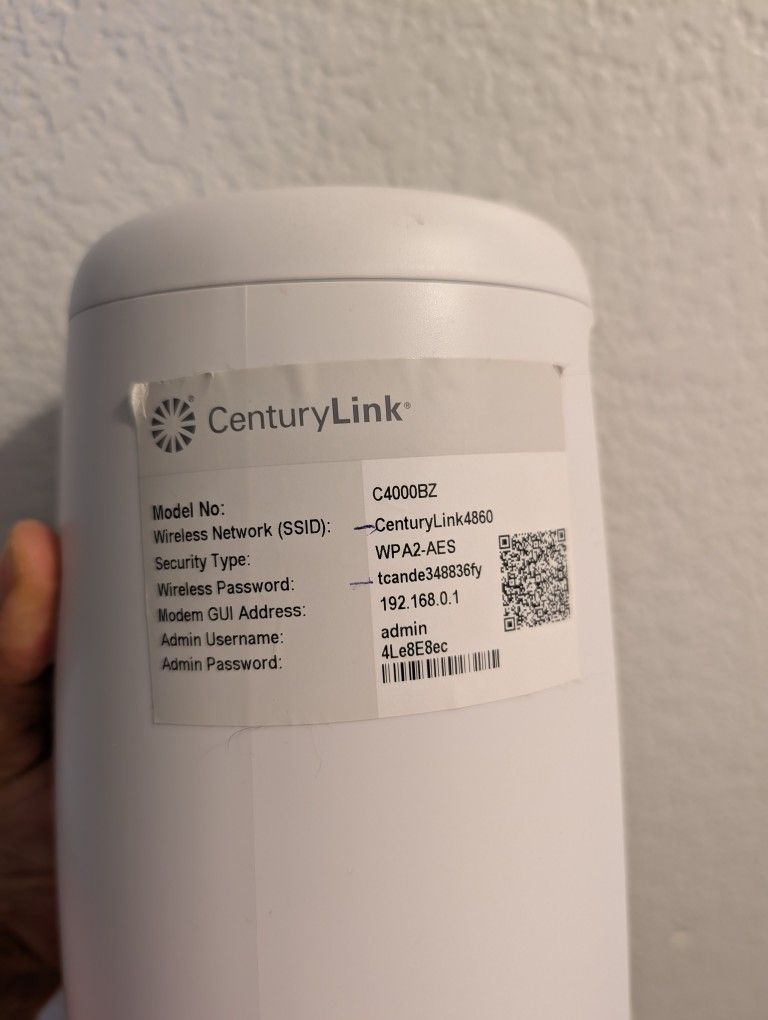 CenturyLink®
Model No: C4000BZ
Wireless Network (SSID): CenturyLink4860
Security Type: WPA2-AES
Wireless Password: tcande348836fy
Modem GUI Address: 192.168.0.1
Admin Username: admin
Admin Password: 4Le8E8ec